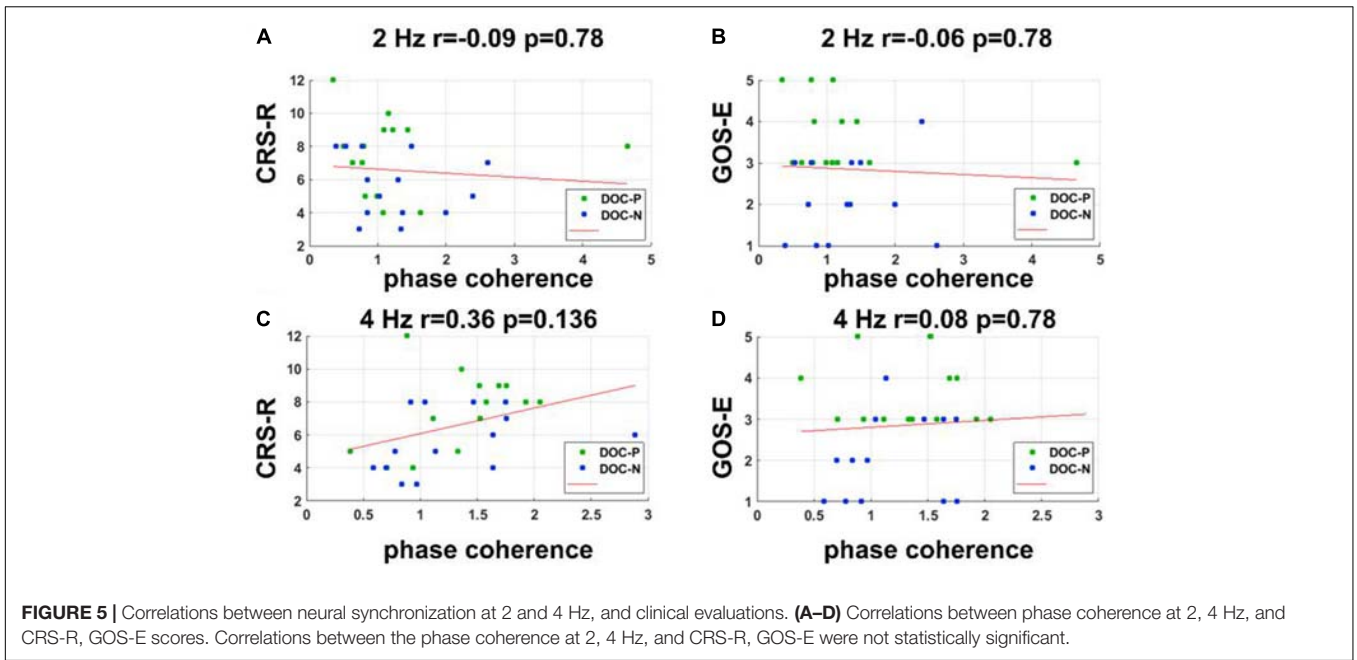 A
2 Hz r=-0.09 p=0.78
CRS-R
12
10
8
6
4
2
0
1
2
3
4
5
DOC-P
DOC-N
phase coherence
B
2 Hz r=-0.06 p=0.78
GOS-E
5
4
3
2
1
0
1
2
3
4
5
DOC-P
DOC-N
phase coherence
C
4 Hz r=0.36 p=0.136
CRS-R
12
10
8
6
4
2
0
0.5
1
1.5
2
2.5
3
DOC-P
DOC-N
phase coherence
D
4 Hz r=0.08 p=0.78
GOS-E
5
4
3
2
1
0
0.5
1
1.5
2
2.5
3
DOC-P
DOC-N
phase coherence
FIGURE 5 | Correlations between neural synchronization at 2 and 4 Hz, and clinical evaluations. (A–D) Correlations between phase coherence at 2, 4 Hz, and
CRS-R, GOS-E scores. Correlations between the phase coherence at 2, 4 Hz, and CRS-R, GOS-E were not statistically significant.